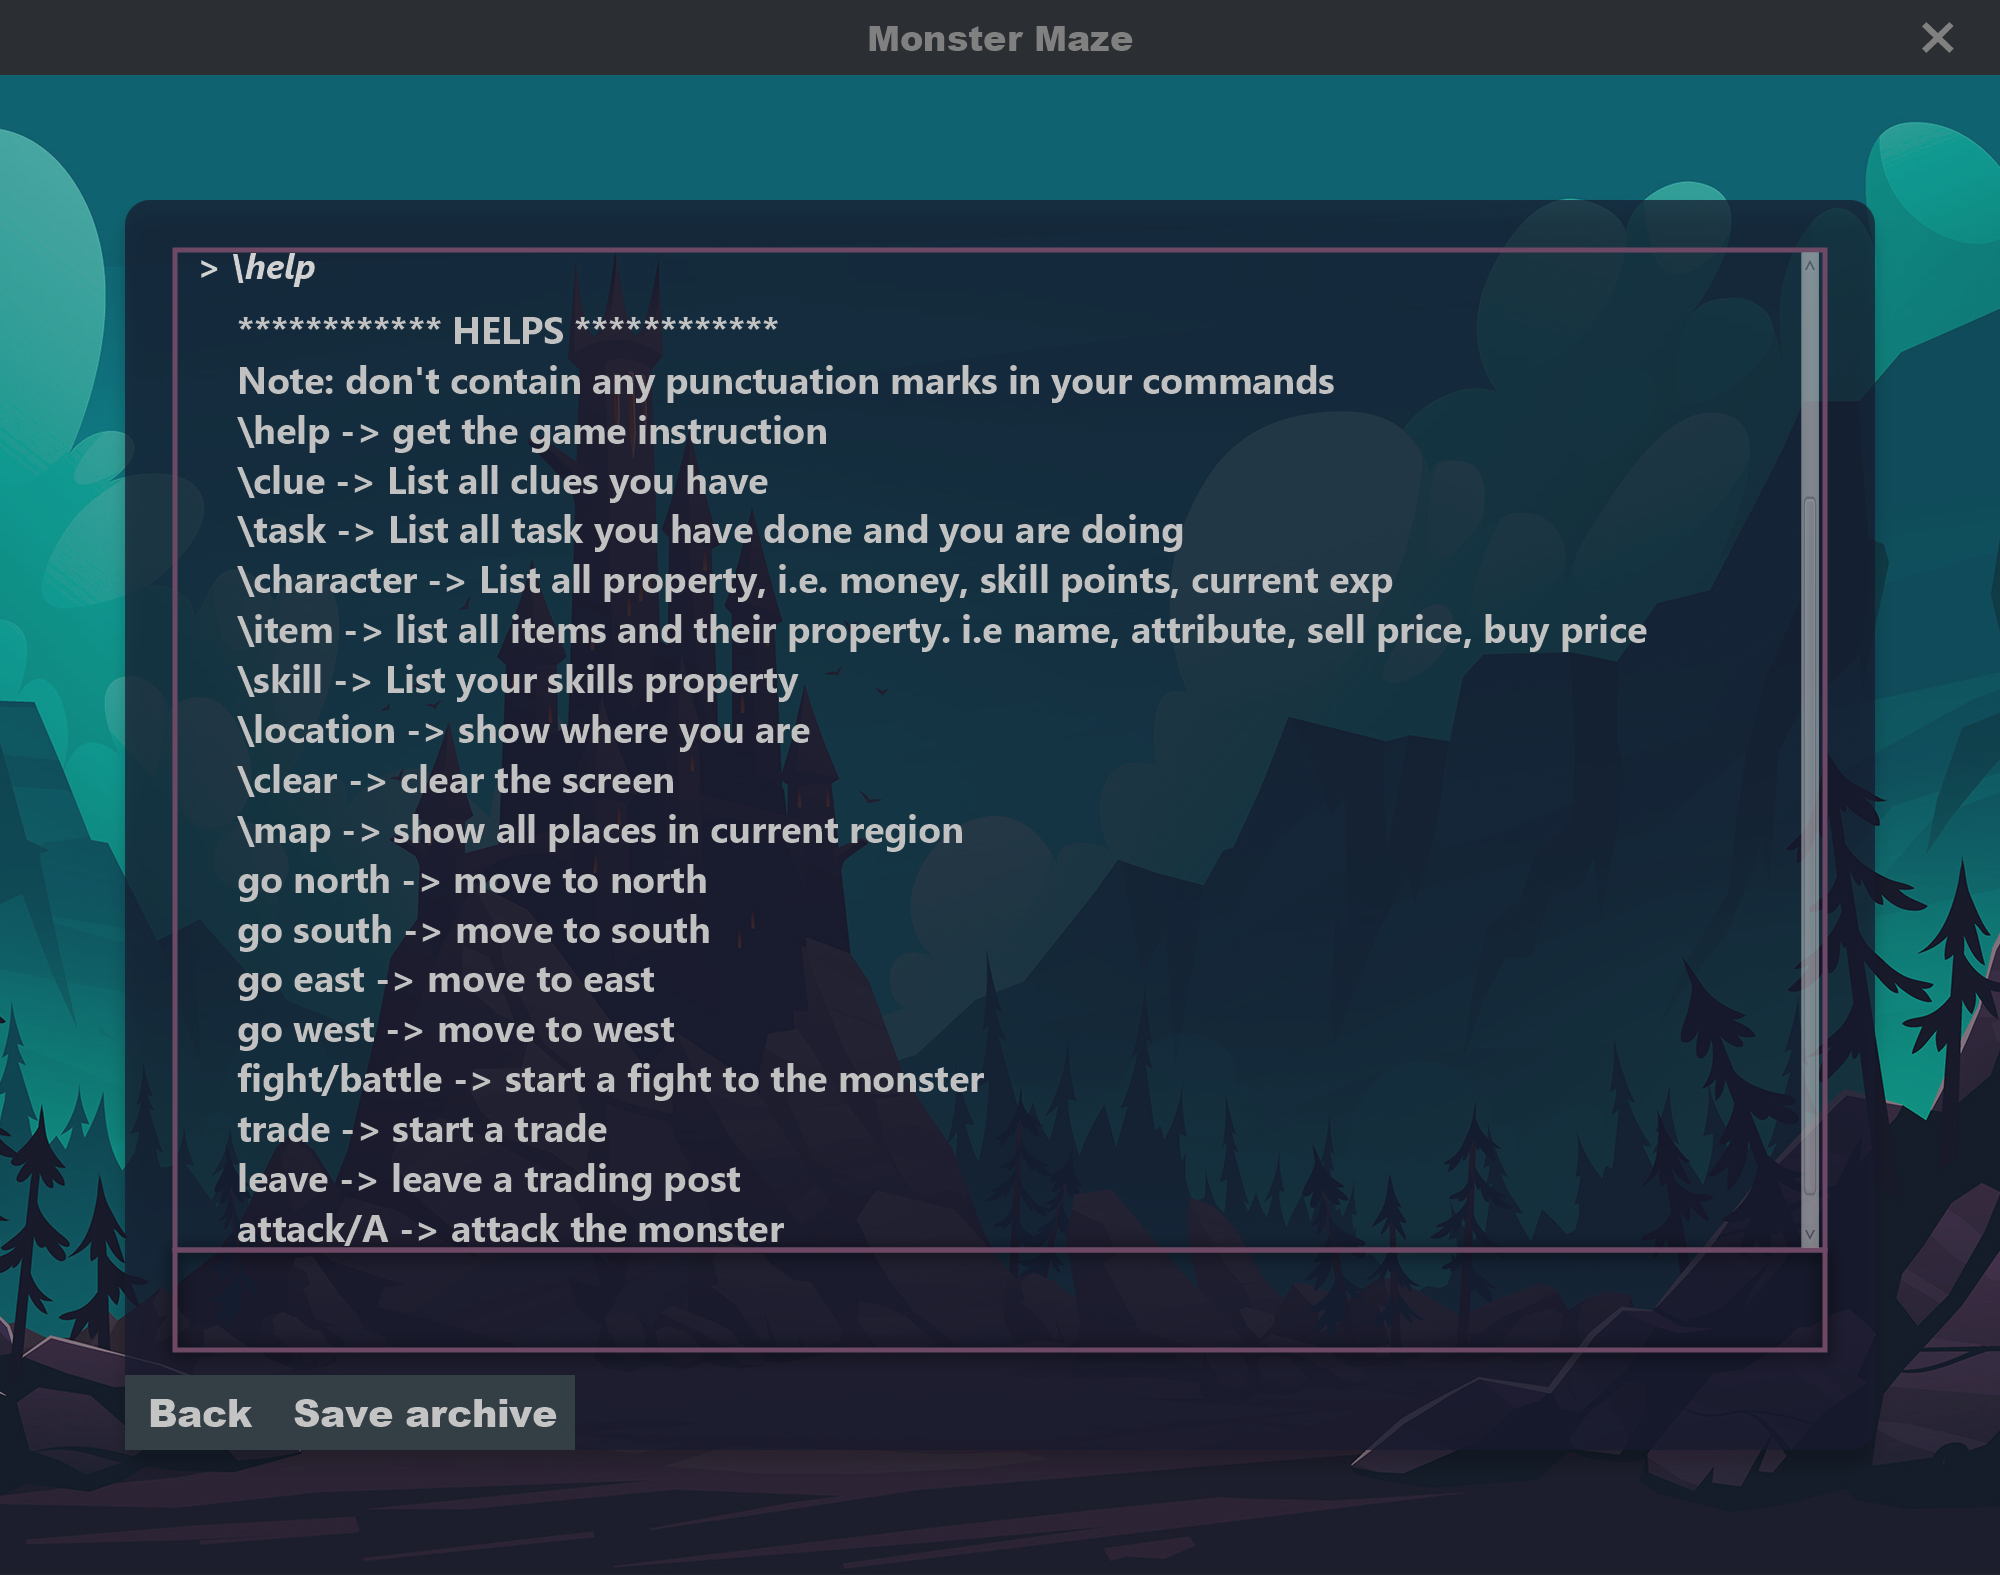 Monster Maze
> \help
************ HELPS ************
Note: don't contain any punctuation marks in your commands
\help -> get the game instruction
\clue -> List all clues you have
\task -> List all task you have done and you are doing
\character -> List all property, i.e. money, skill points, current exp
\item -> list all items and their property. i.e name, attribute, sell price, buy price
\skill -> List your skills property
\location -> show where you are
\clear -> clear the screen
\map -> show all places in current region
go north -> move to north
go south -> move to south
go east -> move to east
go west -> move to west
fight/battle -> start a fight to the monster
trade -> start a trade
leave -> leave a trading post
attack/A -> attack the monster
Back Save archive